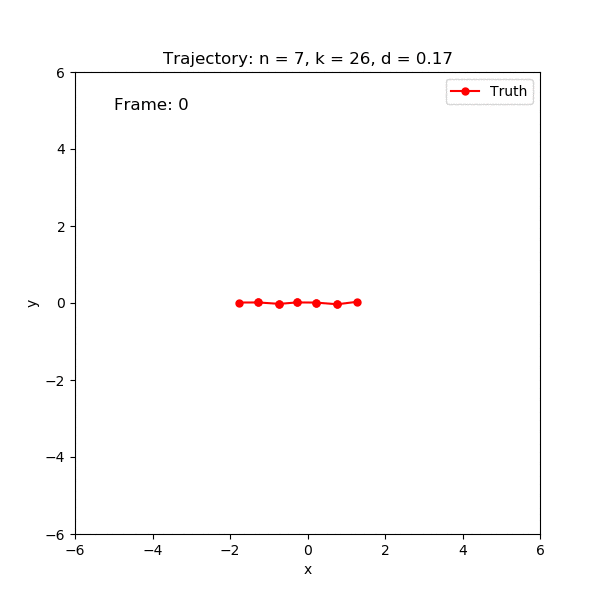 Trajectory: n = 7, k = 26, d = 0.17
Frame: 0
Truth
6
4
2
0
−2
−4
−6
y
−6
−4
−2
0
2
4
6
x